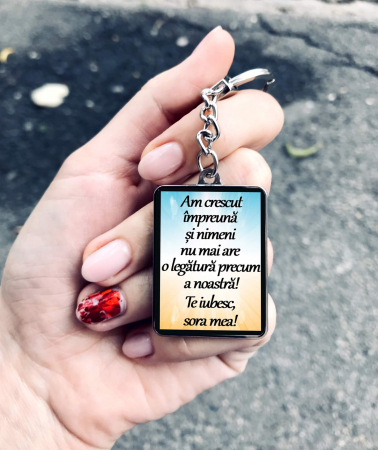 Am crescut
împreună
și nimeni
nu mai are
o legătură precum
a noastră!
Te iubesc,
sora mea!